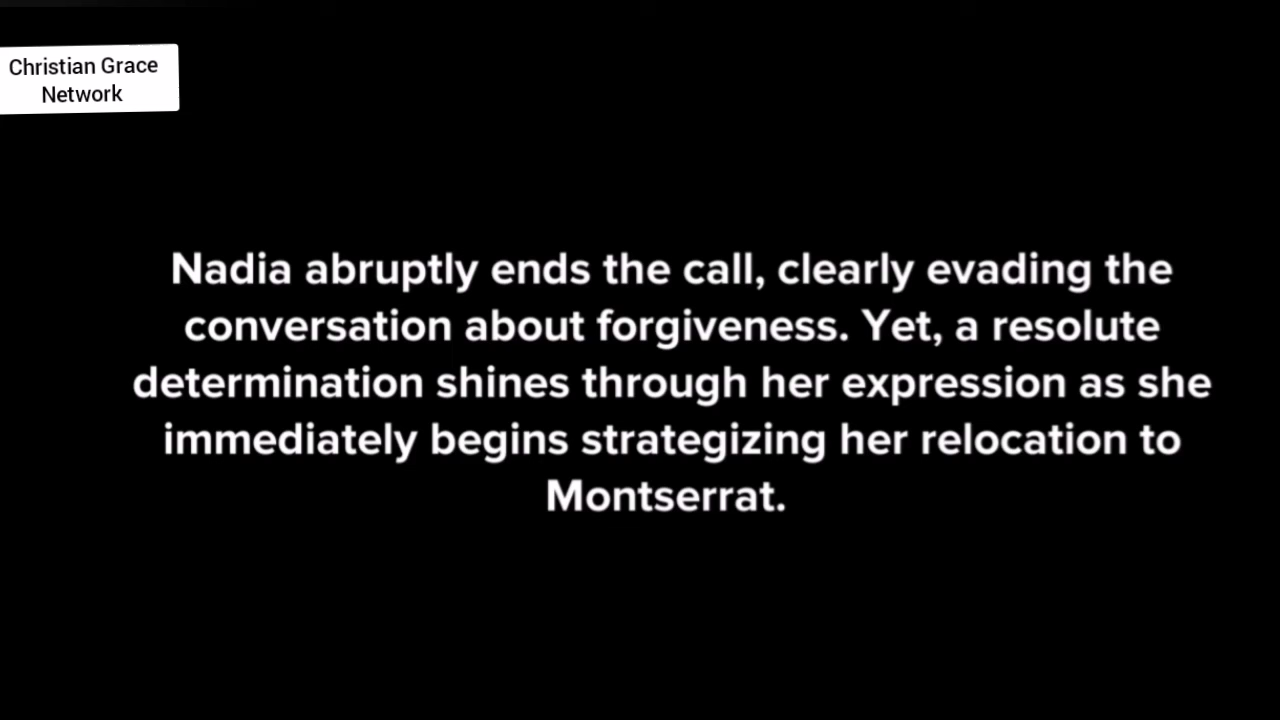 Christian Grace
Network
Nadia abruptly ends the call, clearly evading the
conversation about forgiveness. Yet, a resolute
determination shines through her expression as she
immediately begins strategizing her relocation to
Montserrat.